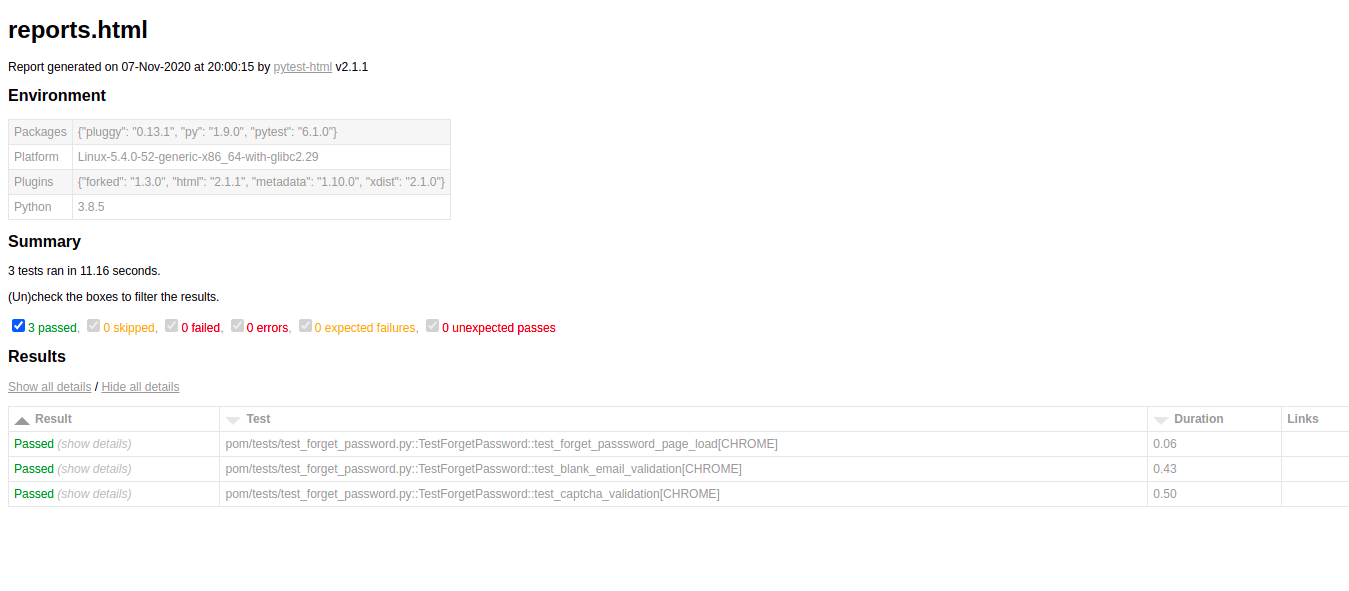 reports.html
Report generated on 07-Nov-2020 at 20:00:15 by pytest-html v2.1.1
Environment
Packages {"pluggy": "0.13.1", "py": "1.9.0", "pytest": "6.1.0"}
Platform Linux-5.4.0-52-generic-x86_64-with-glibc2.29
Plugins {"forked": "1.3.0", "html": "2.1.1", "metadata": "1.10.0", "xdist": "2.1.0"}
Python 3.8.5
Summary
3 tests ran in 11.16 seconds.
(Un)check the boxes to filter the results.
3 passed, 0 skipped, 0 failed, 0 errors, 0 expected failures, 0 unexpected passes
Results
Show all details / Hide all details
Result Test Duration Links
Passed (show details) pom/tests/test_forget_password.py::TestForgetPassword::test_forget_passsword_page_load[CHROME] 0.06
Passed (show details) pom/tests/test_forget_password.py::TestForgetPassword::test_blank_email_validation[CHROME] 0.43
Passed (show details) pom/tests/test_forget_password.py::TestForgetPassword::test_captcha_validation[CHROME] 0.50